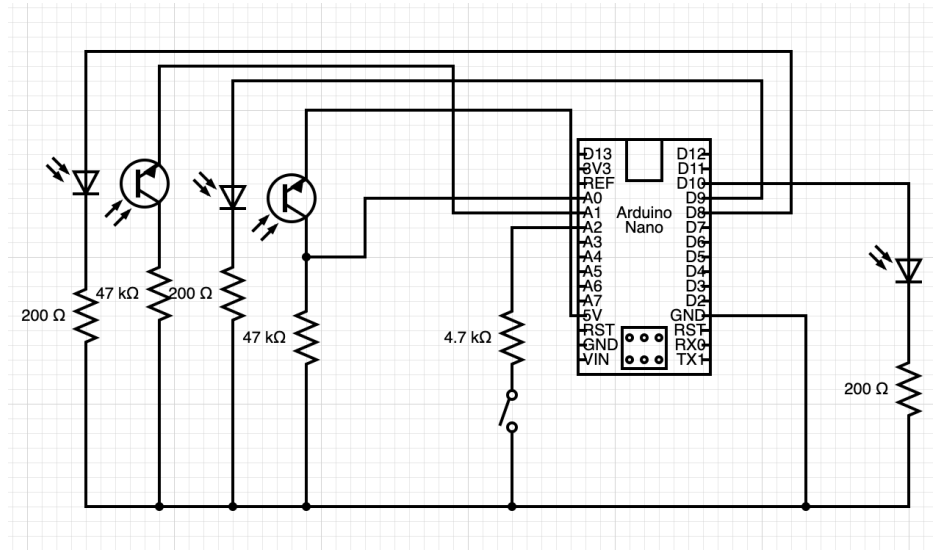 D13
3V3
REF
A0
A1
A2
A3
A4
A5
A6
A7
5V
RST
GND
VIN
Arduino
Nano
D12
D11
D10
D9
D8
D7
D6
D5
D4
D3
D2
GND
RST
RX0
TX1
200 Ω
47 kΩ
200 Ω
47 kΩ
4.7 kΩ
200 Ω